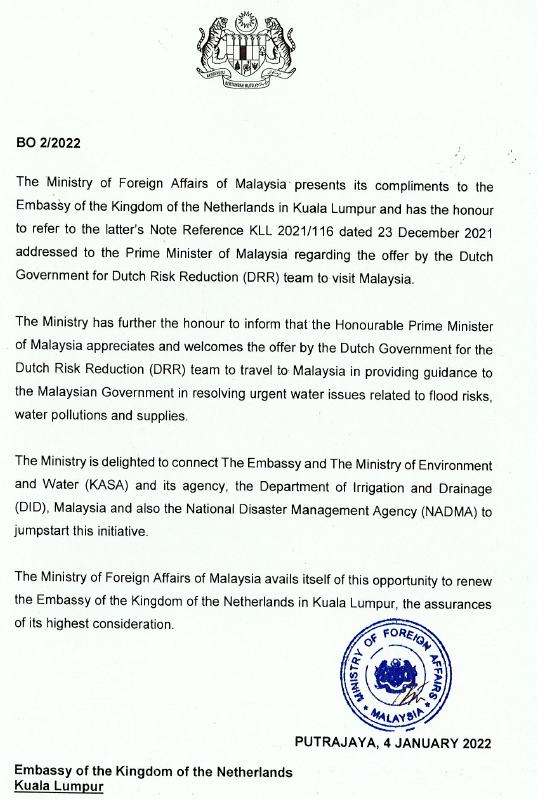 BO 2/2022
The Ministry of Foreign Affairs of Malaysia presents its compliments to the
Embassy of the Kingdom of the Netherlands in Kuala Lumpur and has the honour
to refer to the latter's Note Reference KLL 2021/116 dated 23 December 2021
addressed to the Prime Minister of Malaysia regarding the offer by the Dutch
Government for Dutch Risk Reduction (DRR) team to visit Malaysia.
The Ministry has further the honour to inform that the Honourable Prime Minister
of Malaysia appreciates and welcomes the offer by the Dutch Government for the
Dutch Risk Reduction (DRR) team to travel to Malaysia in providing guidance to
the Malaysian Government in resolving urgent water issues related to flood risks,
water pollutions and supplies.
The Ministry is delighted to connect The Embassy and The Ministry of Environment
and Water (KASA) and its agency, the Department of Irrigation and Drainage
(DID), Malaysia and also the National Disaster Management Agency (NADMA) to
jumpstart this initiative.
The Ministry of Foreign Affairs of Malaysia avails itself of this opportunity to renew
the Embassy of the Kingdom of the Netherlands in Kuala Lumpur, the assurances
of its highest consideration.
MINISTRY OF FOREIGN AFFAIRS
MALAYSIA
PUTRAJAYA, 4 JANUARY 2022
Embassy of the Kingdom of the Netherlands
Kuala Lumpur